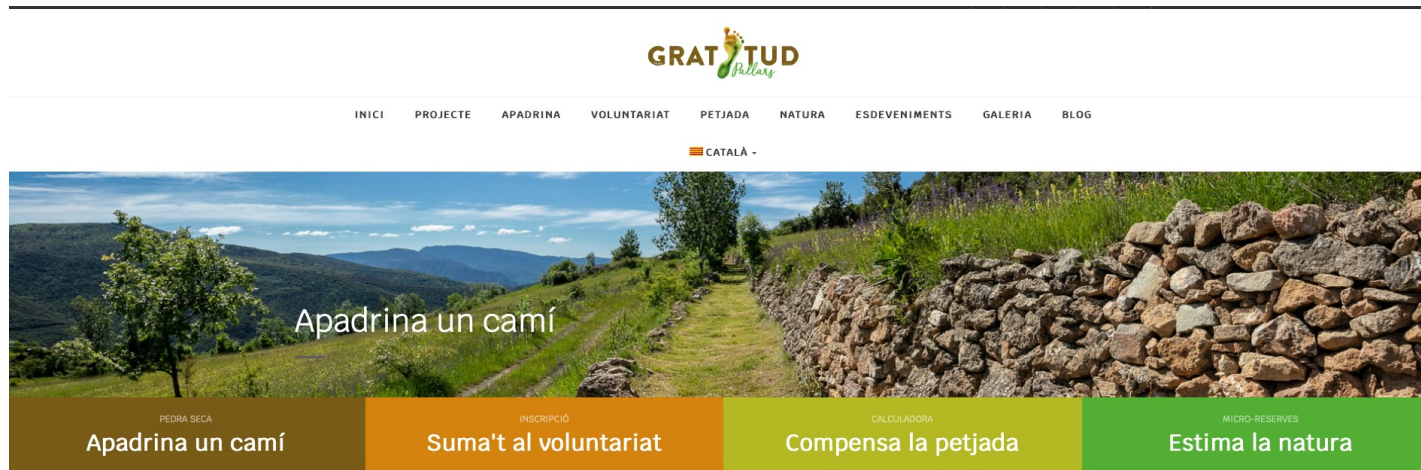 GRATITUD
Pallars
INICI PROJECTE APADRINA VOLUNTARIAT PETJADA NATURA ESDEVENIMENTS GALERIA BLOG
CATALÀ
Apadrina un camí
PEDRA SECA INSCRIPCIÓ CALCULADORA MICRO-RESERVES
Apadrina un camí Suma't al voluntariat Compensa la petjada Estima la natura